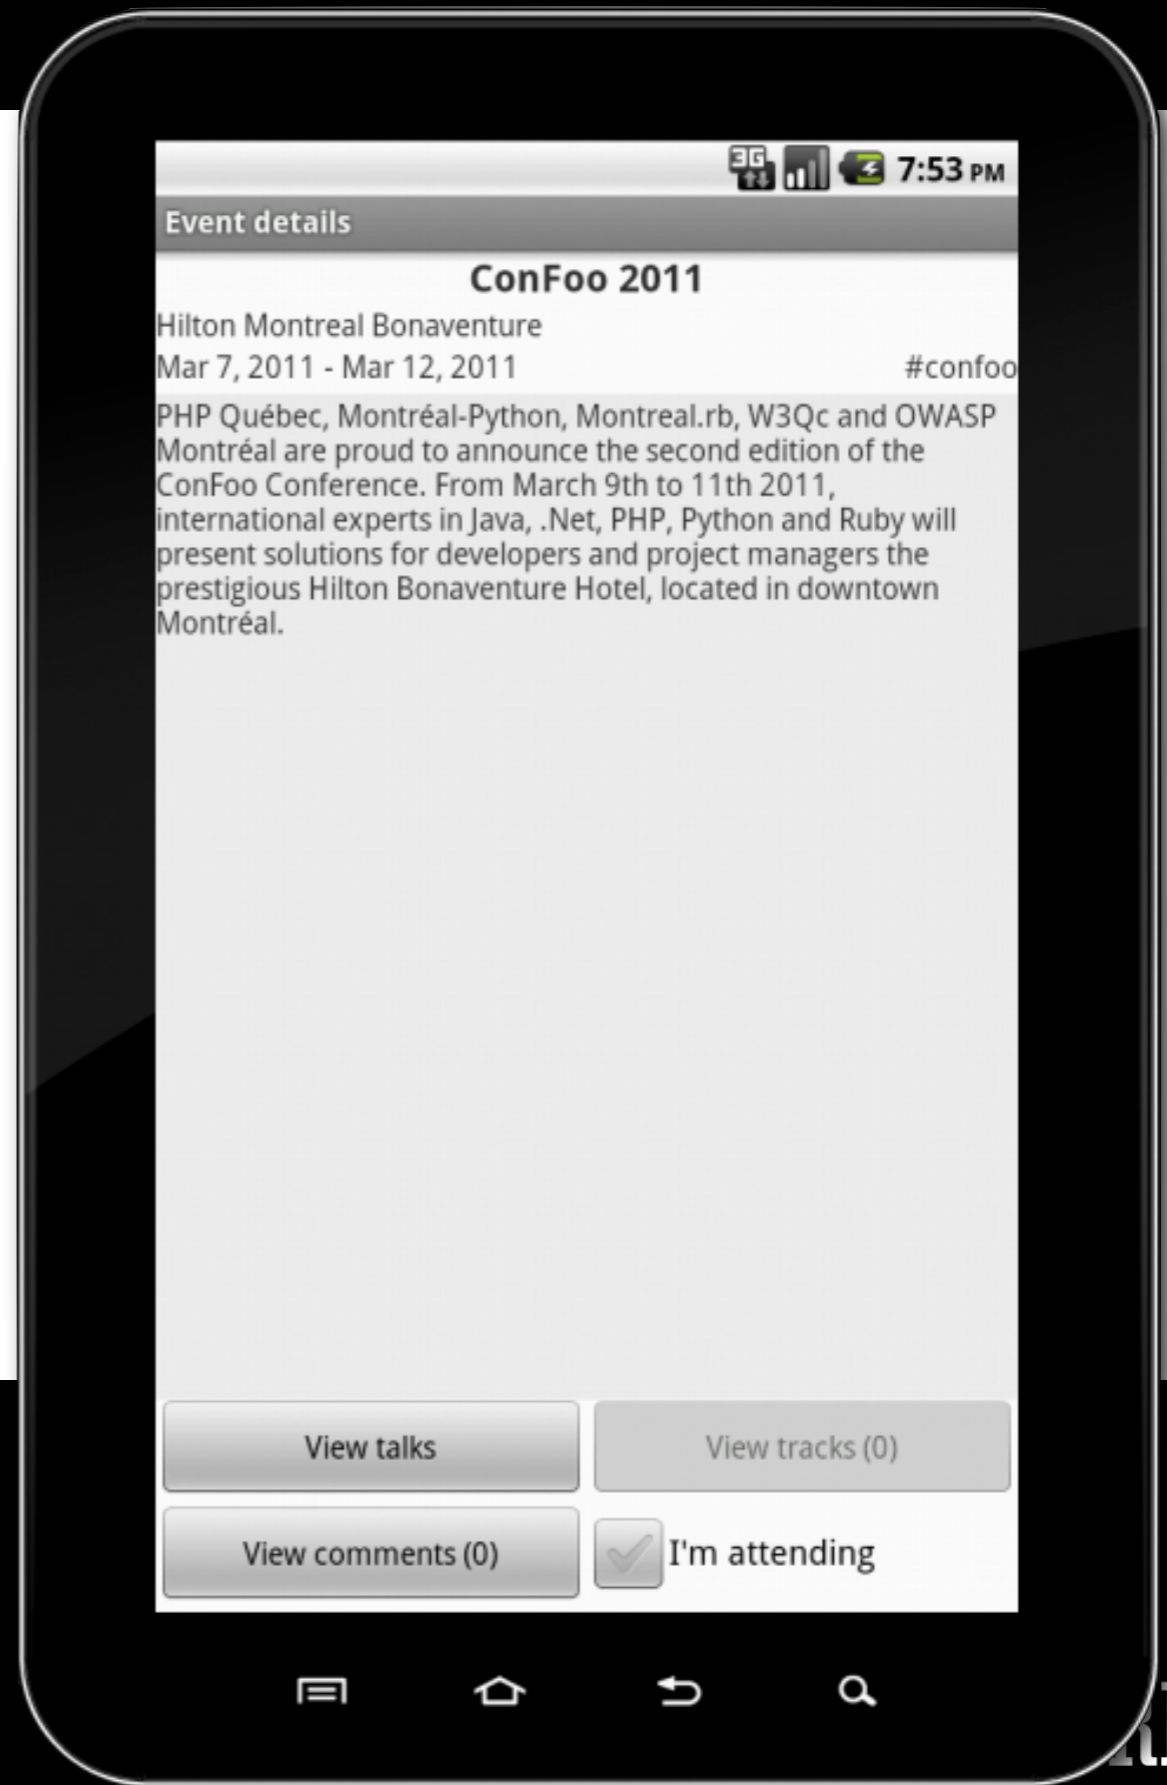 3G 7:53 PM
Event details
ConFoo 2011
Hilton Montreal Bonaventure
Mar 7, 2011 - Mar 12, 2011 #confoo
PHP Québec, Montréal-Python, Montreal.rb, W3Qc and OWASP
Montréal are proud to announce the second edition of the
ConFoo Conference. From March 9th to 11th 2011,
international experts in Java, .Net, PHP, Python and Ruby will
present solutions for developers and project managers the
prestigious Hilton Bonaventure Hotel, located in downtown
Montréal.
View talks View tracks (0)
View comments (0) I'm attending